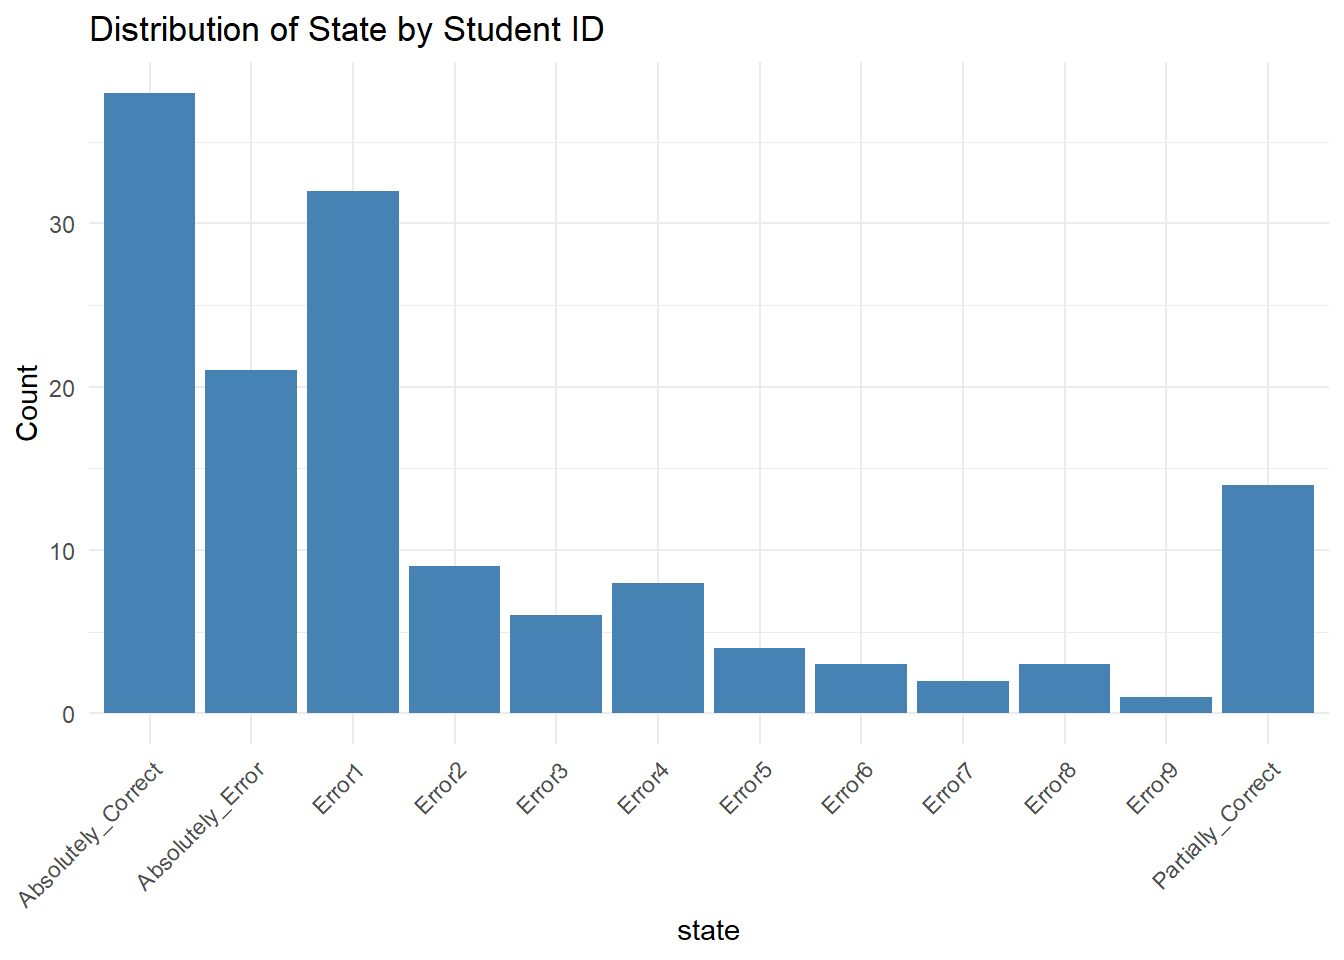 Distribution of State by Student ID
Count
30
20
10
0
Absolutely_Correct
Absolutely_Error
Error1
Error2
Error3
Error4
Error5
Error6
Error7
Error8
Error9
Partially_Correct
state